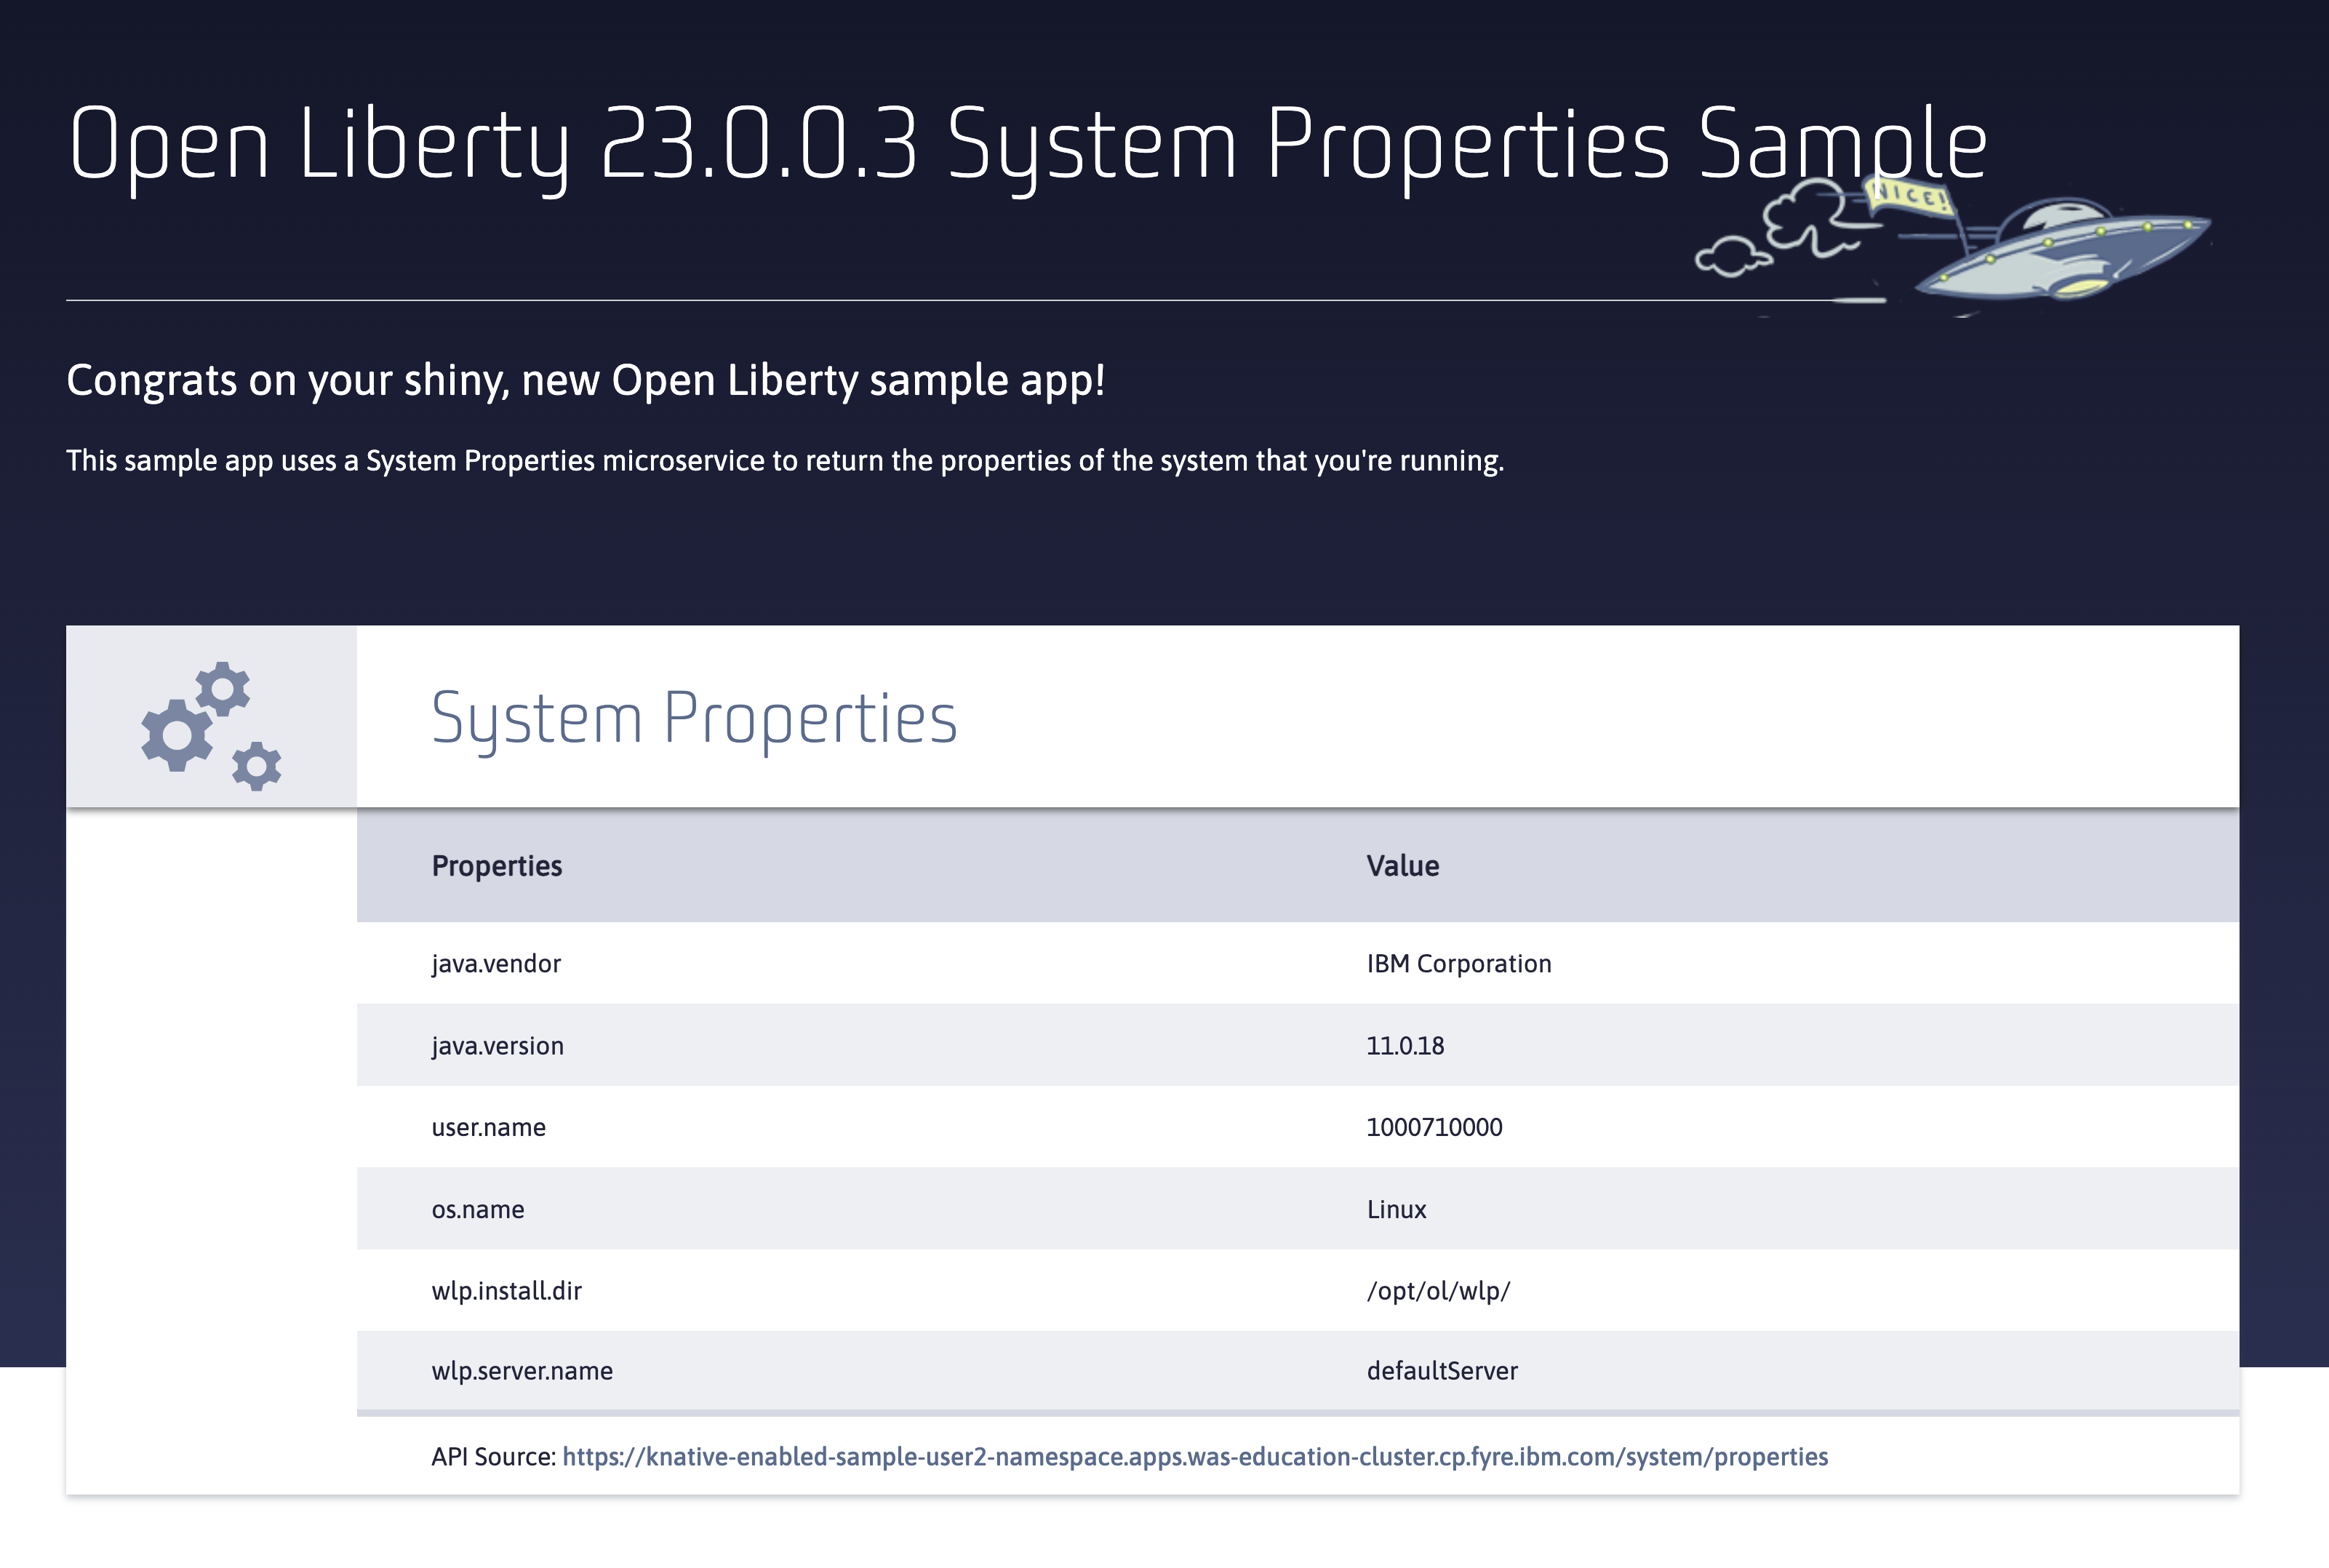 Open Liberty 23.0.0.3 System Properties Sample
NICE!
Congrats on your shiny, new Open Liberty sample app!
This sample app uses a System Properties microservice to return the properties of the system that you're running.
System Properties
Properties Value
java.vendor IBM Corporation
java.version 11.0.18
user.name 1000710000
os.name Linux
wlp.install.dir /opt/ol/wlp/
wlp.server.name defaultServer
API Source: https://knative-enabled-sample-user2-namespace.apps.was-education-cluster.cp.fyre.ibm.com/system/properties